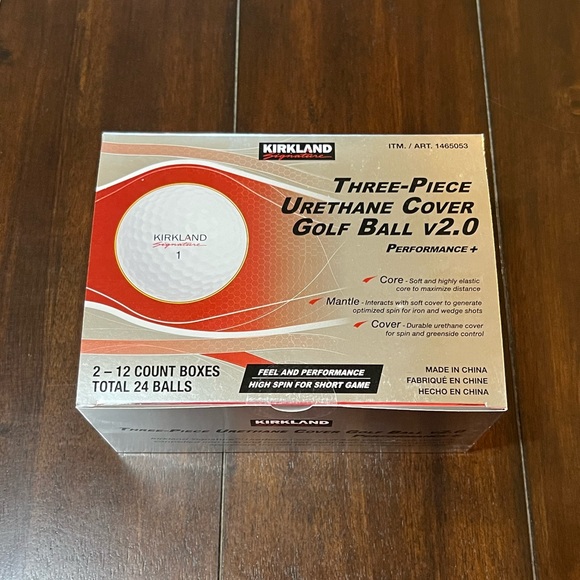 KIRKLAND
Signature
ITM. / ART. 1465053
THREE-PIECE
URETHANE COVER
GOLF BALL V2.0
PERFORMANCE +
KIRKLAND
Signature
1
Core - Soft and highly elastic
core to maximize distance
Mantle - Interacts with soft cover to generate
optimized spin for iron and wedge shots
Cover - Durable urethane cover
for spin and greenside control
2 – 12 COUNT BOXES
TOTAL 24 BALLS
FEEL AND PERFORMANCE
HIGH SPIN FOR SHORT GAME
MADE IN CHINA
FABRIQUÉ EN CHINE
HECHO EN CHINA
KIRKLAND
THREE-PIECE URETHANE COVER GOLF BALL